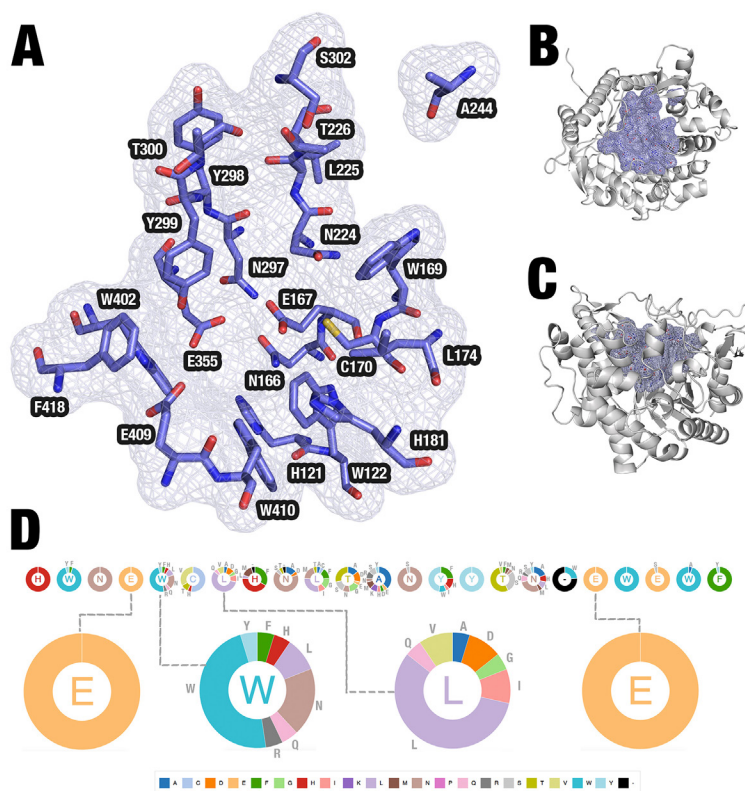 A
B
S302
A244
T226
T300
L225
Y298
Y299
N224
W169
N297
E167
W402
C
E355
L174
C170
N166
F418
E409
H181
H121
W122
W410
D
H W N E W C L H N L T A N Y Y T N - E W E W F
E
Y F H L N Q R W
W
V A D G I L Q
L
E
A C D E F G H I K L M N P Q R S T V W Y -